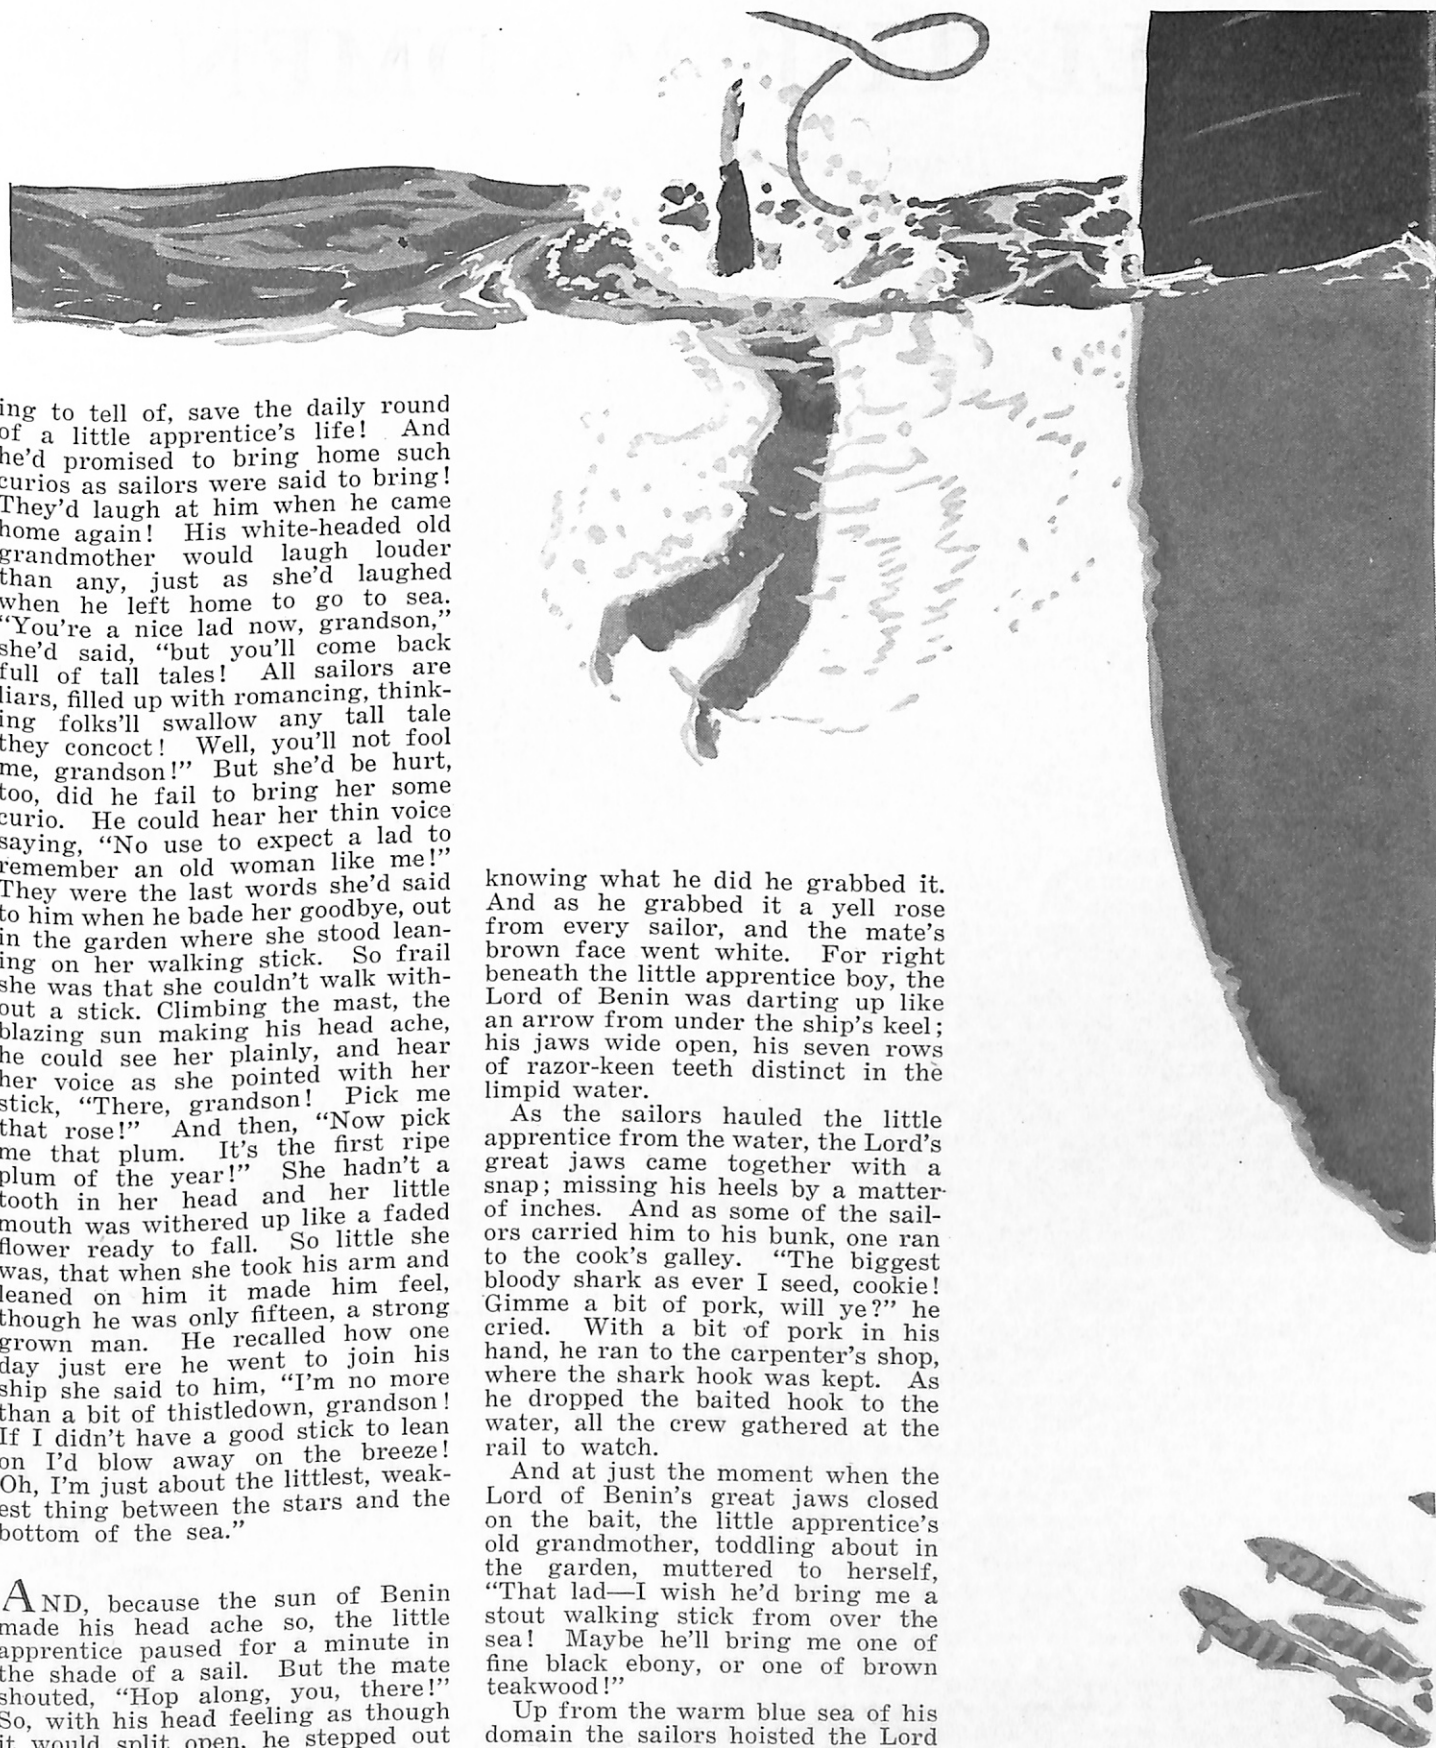 ing to tell of, save the daily round
of a little apprentice's life! And
he'd promised to bring home such
curios as sailors were said to bring!
They'd laugh at him when he came
home again! His white-headed old
grandmother would laugh louder
than any, just as she'd laughed
when he left home to go to sea.
“You're a nice lad now, grandson,”
she'd said, “but you'll come back
full of tall tales! All sailors are
liars, filled up with romancing, think-
ing folks'll swallow any tall tale
they concoct! Well, you'll not fool
me, grandson!” But she'd be hurt,
too, did he fail to bring her some
curio. He could hear her thin voice
saying, “No use to expect a lad to
remember an old woman like me!”
They were the last words she'd said
to him when he bade her goodbye, out
in the garden where she stood lean-
ing on her walking stick. So frail
she was that she couldn't walk with-
out a stick. Climbing the mast, the
blazing sun making his head ache,
he could see her plainly, and hear
her voice as she pointed with her
stick, “There, grandson! Pick me
that rose!” And then, “Now pick
me that plum. It's the first ripe
plum of the year!” She hadn't a
tooth in her head and her little
mouth was withered up like a faded
flower ready to fall. So little she
was, that when she took his arm and
leaned on him it made him feel,
though he was only fifteen, a strong
grown man. He recalled how one
day just ere he went to join his
ship she said to him, “I'm no more
than a bit of thistledown, grandson!
If I didn't have a good stick to lean
on I'd blow away on the breeze!
Oh, I'm just about the littlest, weak-
est thing between the stars and the
bottom of the sea.”
AND, because the sun of Benin
made his head ache so, the little
apprentice paused for a minute in
the shade of a sail. But the mate
shouted, “Hop along, you, there!”
So, with his head feeling as though
it would split open, he stepped out
knowing what he did he grabbed it.
And as he grabbed it a yell rose
from every sailor, and the mate's
brown face went white. For right
beneath the little apprentice boy, the
Lord of Benin was darting up like
an arrow from under the ship's keel;
his jaws wide open, his seven rows
of razor-keen teeth distinct in the
limpid water.
As the sailors hauled the little
apprentice from the water, the Lord's
great jaws came together with a
snap; missing his heels by a matter
of inches. And as some of the sail-
ors carried him to his bunk, one ran
to the cook's galley. “The biggest
bloody shark as ever I seed, cookie!
Gimme a bit of pork, will ye?” he
cried. With a bit of pork in his
hand, he ran to the carpenter's shop,
where the shark hook was kept. As
he dropped the baited hook to the
water, all the crew gathered at the
rail to watch.
And at just the moment when the
Lord of Benin's great jaws closed
on the bait, the little apprentice's
old grandmother, toddling about in
the garden, muttered to herself,
“That lad—I wish he'd bring me a
stout walking stick from over the
sea! Maybe he'll bring me one of
fine black ebony, or one of brown
teakwood!”
Up from the warm blue sea of his
domain the sailors hoisted the Lord